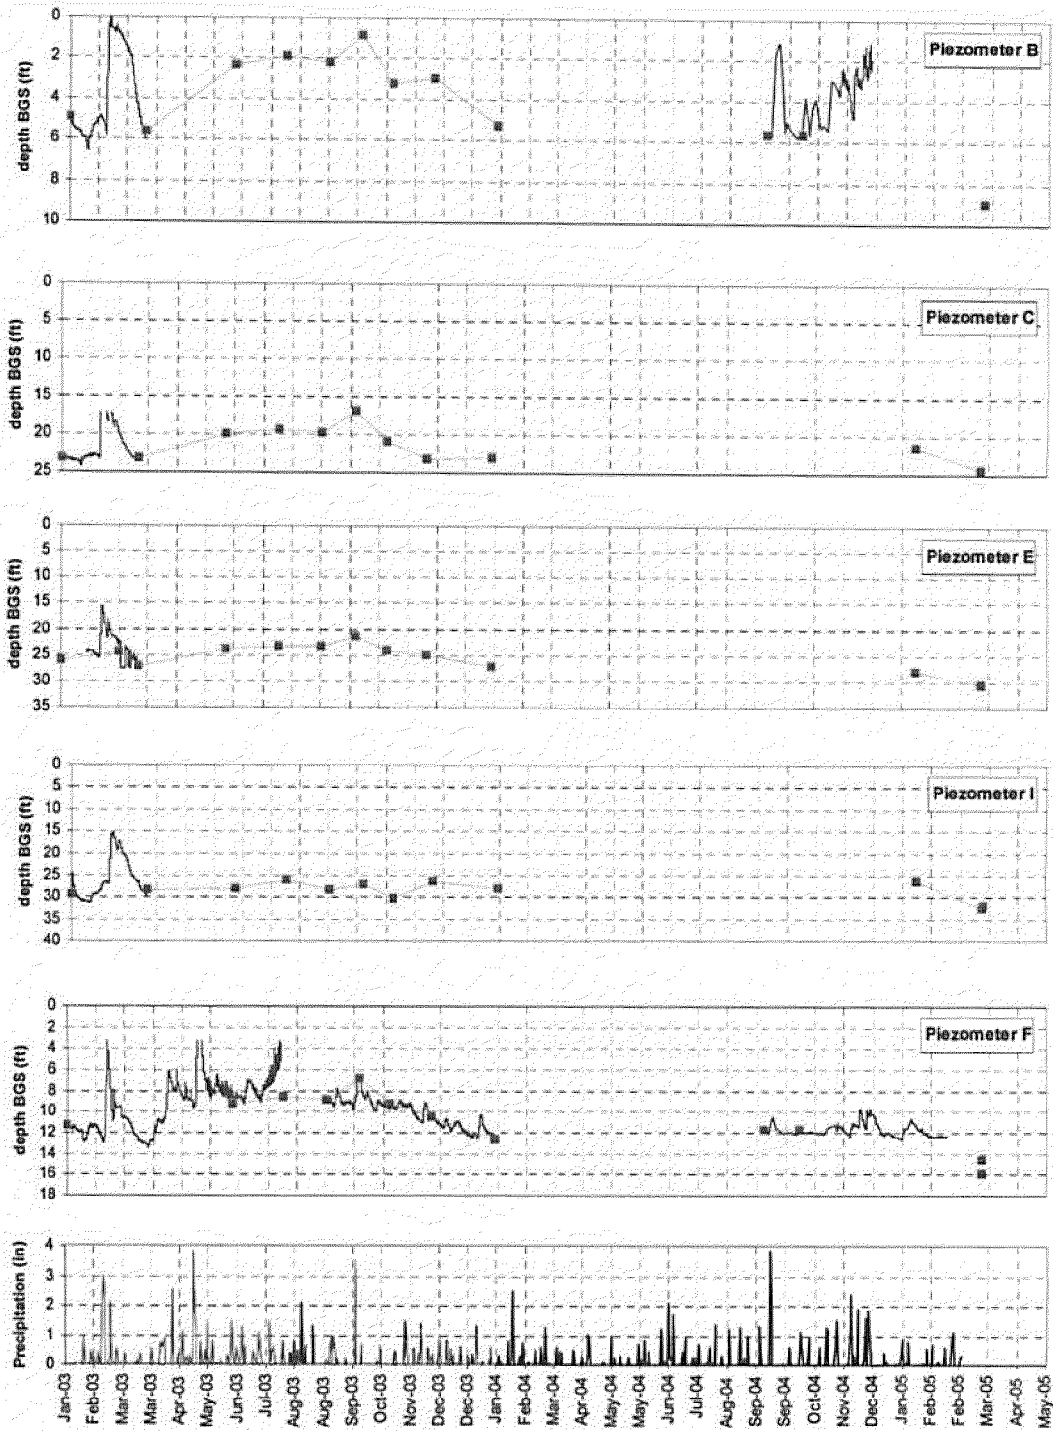 0
2
4
6
8
10
depth BGS (ft)
Piezometer B
0
5
10
15
20
25
depth BGS (ft)
Piezometer C
0
5
10
15
20
25
30
35
depth BGS (ft)
Piezometer E
0
5
10
15
20
25
30
35
40
depth BGS (ft)
Piezometer I
0
2
4
6
8
10
12
14
16
18
depth BGS (ft)
Piezometer F
4
3
2
1
0
Precipitation (in)
Jan-03
Feb-03
Mar-03
Mar-03
Apr-03
May-03
Jun-03
Jul-03
Aug-03
Aug-03
Sep-03
Oct-03
Nov-03
Dec-03
Jan-04
Jan-04
Feb-04
Mar-04
Apr-04
May-04
Jun-04
Jun-04
Jul-04
Aug-04
Sep-04
Sep-04
Oct-04
Nov-04
Dec-04
Jan-05
Feb-05
Feb-05
Mar-05
Apr-05
May-05